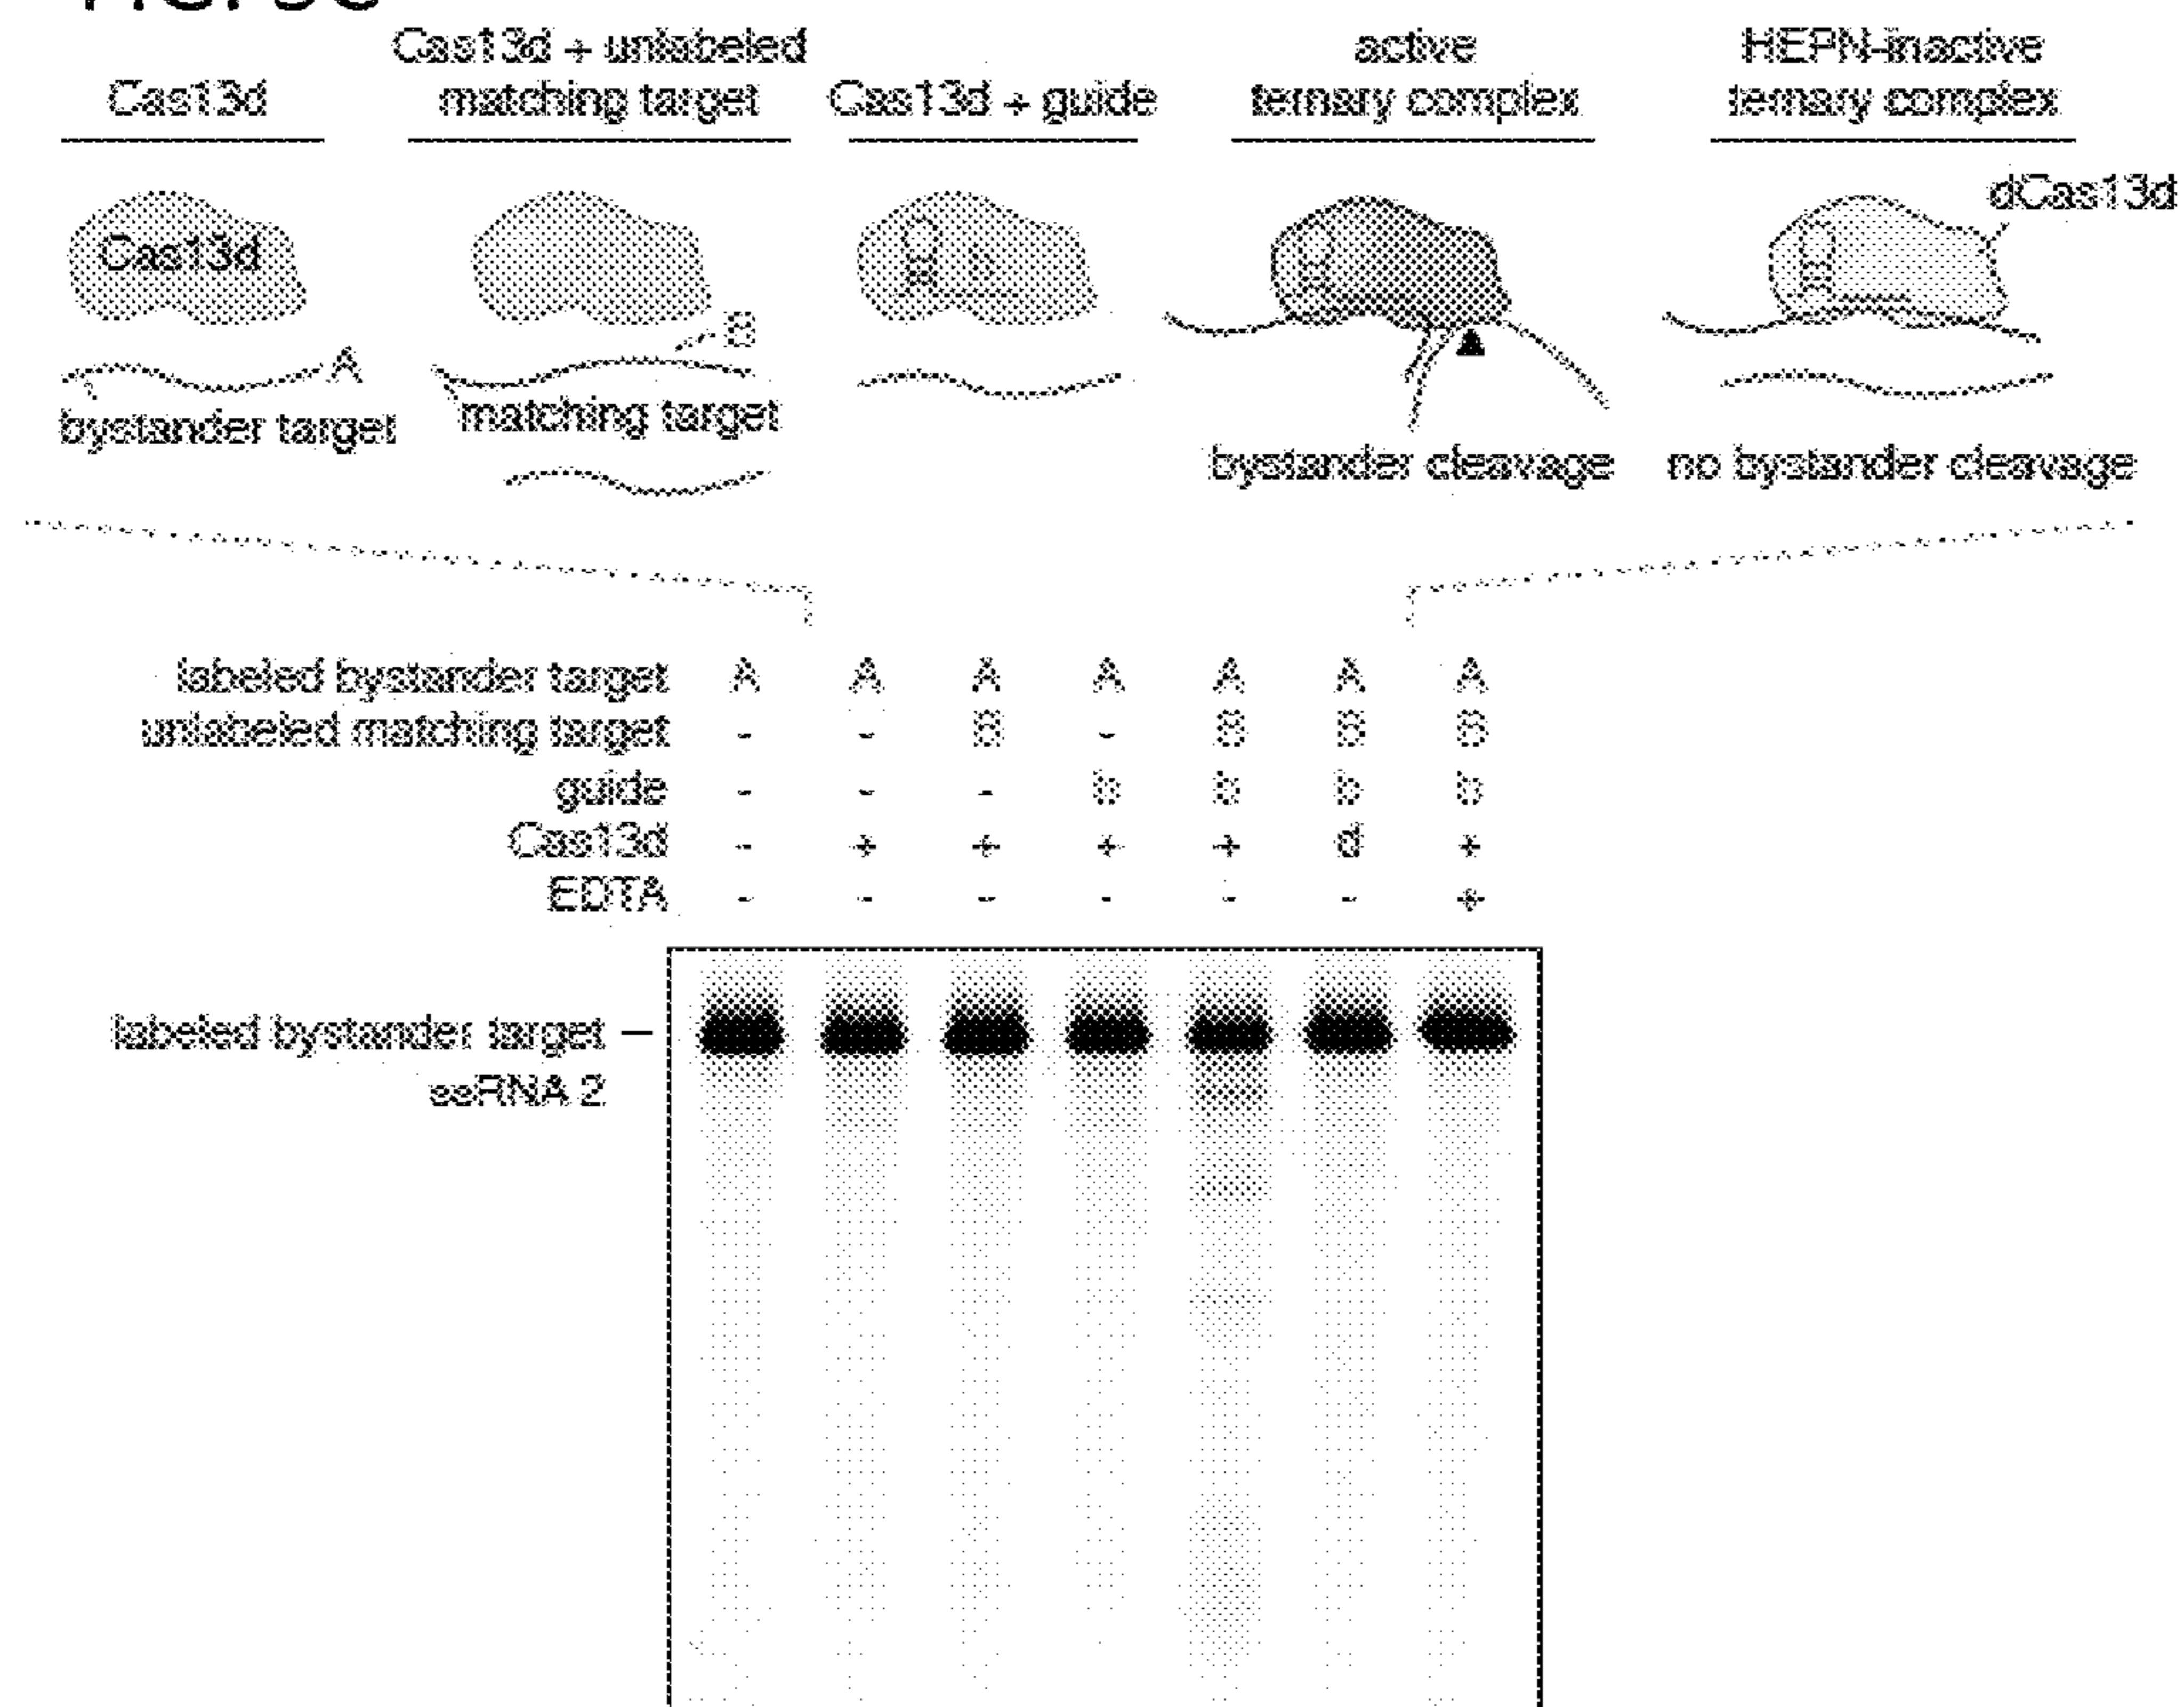 Cas13d
Cas13d + unlabeled
matching target
Cas13d + guide
active
ternary complex
HEPN-inactive
ternary complex
dCas13d
Cas13d
b
A
B
bystander target
matching target
bystander cleavage
no bystander cleavage
labeled bystander target A A A A A A A
unlabeled matching target - - B - B B B
guide - - - b b b b
Cas13d - + + + + d +
EDTA - - - - - - +
labeled bystander target –
ssRNA 2